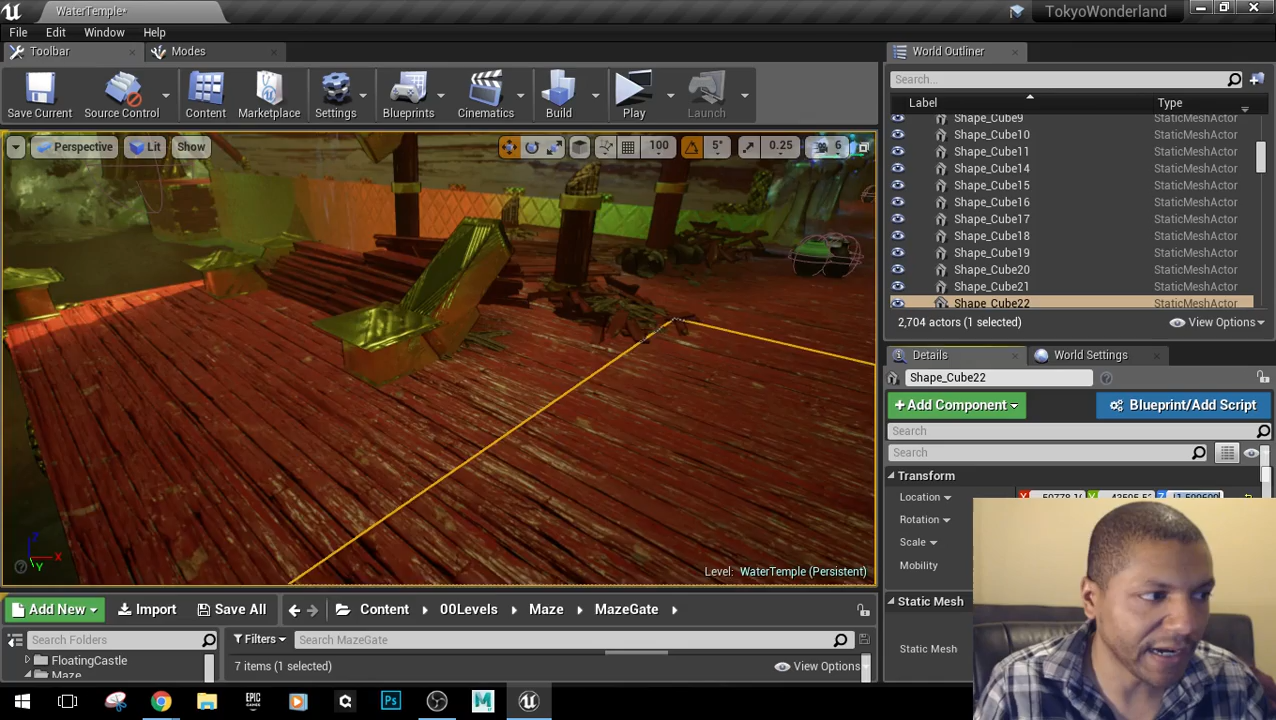 WaterTemple*
TokyoWonderland
File Edit Window Help
Toolbar
Modes
Save Current
Source Control
Content
Marketplace
Settings
Blueprints
Cinematics
Build
Play
Launch
Perspective
Lit
Show
100
5°
0.25
6
Level: WaterTemple (Persistent)
World Outliner
Search...
Label Type
Shape_Cube9 StaticMeshActor
Shape_Cube10 StaticMeshActor
Shape_Cube11 StaticMeshActor
Shape_Cube14 StaticMeshActor
Shape_Cube15 StaticMeshActor
Shape_Cube16 StaticMeshActor
Shape_Cube17 StaticMeshActor
Shape_Cube18 StaticMeshActor
Shape_Cube19 StaticMeshActor
Shape_Cube20 StaticMeshActor
Shape_Cube21 StaticMeshActor
Shape_Cube22 StaticMeshActor
2,704 actors (1 selected) View Options
Details
World Settings
Shape_Cube22
+Add Component
Blueprint/Add Script
Search
Search
Transform
Location X Y Z
Rotation
Scale
Mobility
Static Mesh
Static Mesh
Add New Import Save All Content 00Levels Maze MazeGate
Search Folders
Filters Search MazeGate
FloatingCastle
Maze
7 items (1 selected) View Options
X
Y
Z
EPIC GAMES
Ps
M